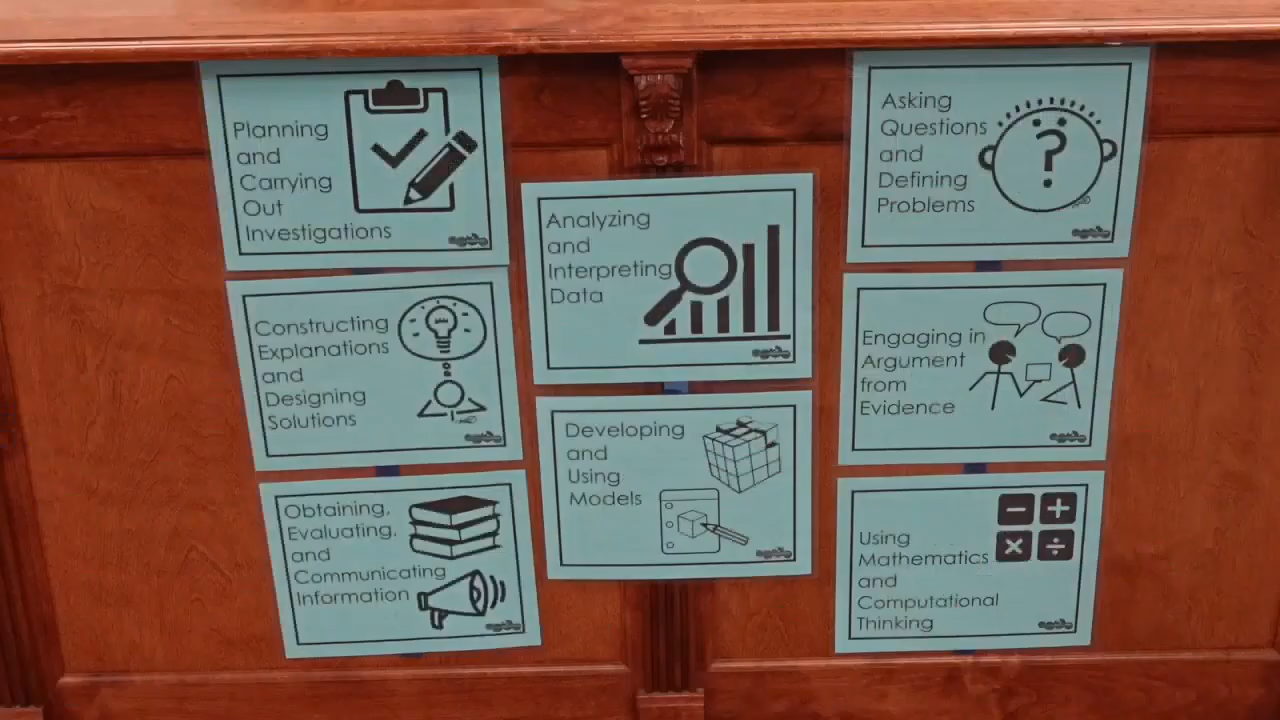 Planning
and
Carrying
Out
Investigations
Constructing
Explanations
and
Designing
Solutions
Obtaining,
Evaluating,
and
Communicating
Information
Analyzing
and
Interpreting
Data
Developing
and
Using
Models
Asking
Questions
and
Defining
Problems
?
Engaging in
Argument
from
Evidence
Using
Mathematics
and
Computational
Thinking
− +
× ÷